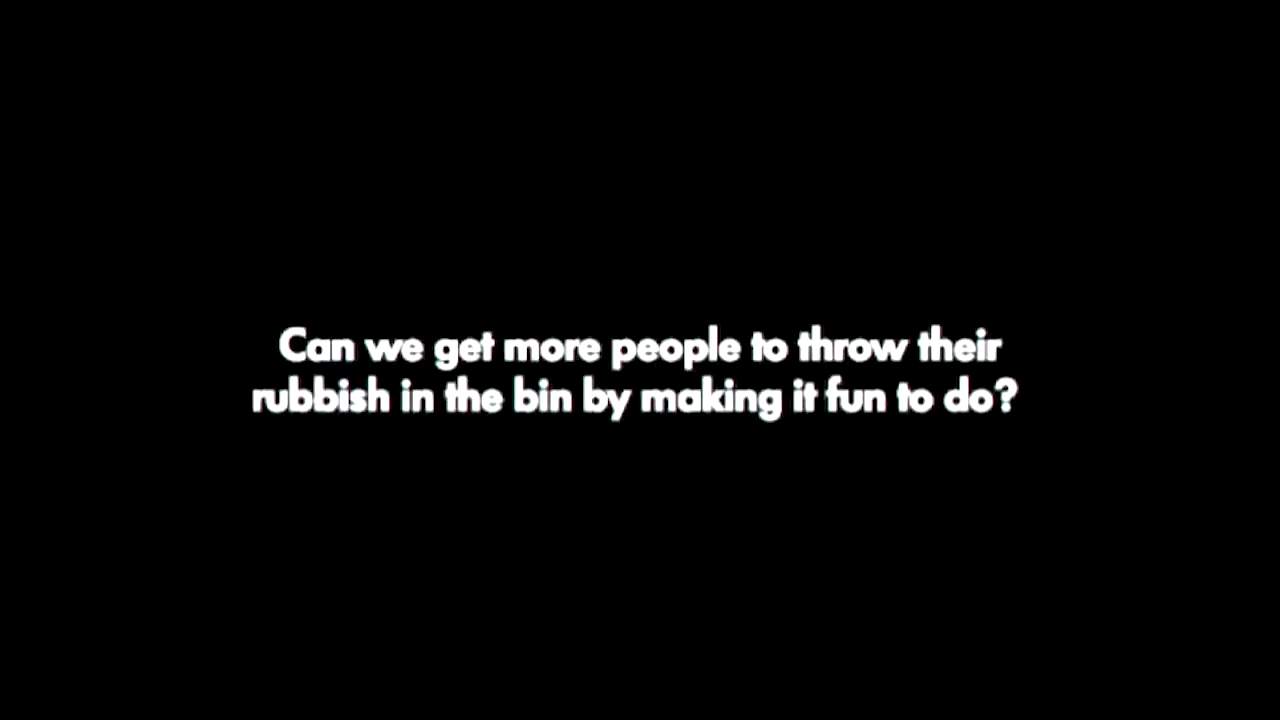 Can we get more people to throw their
rubbish in the bin by making it fun to do?